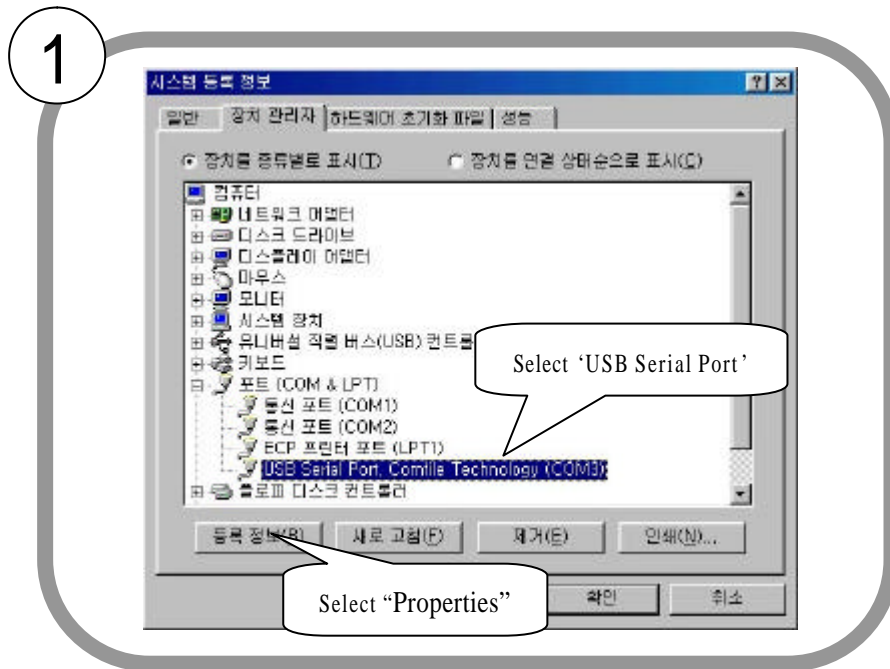 1
시스템 등록 정보
일반 장치 관리자 하드웨어 초기화 파일 성능
장치를 종류별로 표시(T) 장치를 연결 상태순으로 표시(C)
컴퓨터
네트워크 어댑터
디스크 드라이브
디스플레이 어댑터
마우스
모니터
시스템 장치
유니버설 직렬 버스(USB) 컨트롤
키보드
포트 (COM & LPT)
통신 포트 (COM1)
통신 포트 (COM2)
ECP 프린터 포트 (LPT1)
USB Serial Port, Comfile Technology (COM3)
플로피 디스크 컨트롤러
Select ‘USB Serial Port’
등록 정보(R) 새로 고침(F) 제거(E) 인쇄(N)...
Select “Properties”
확인 취소